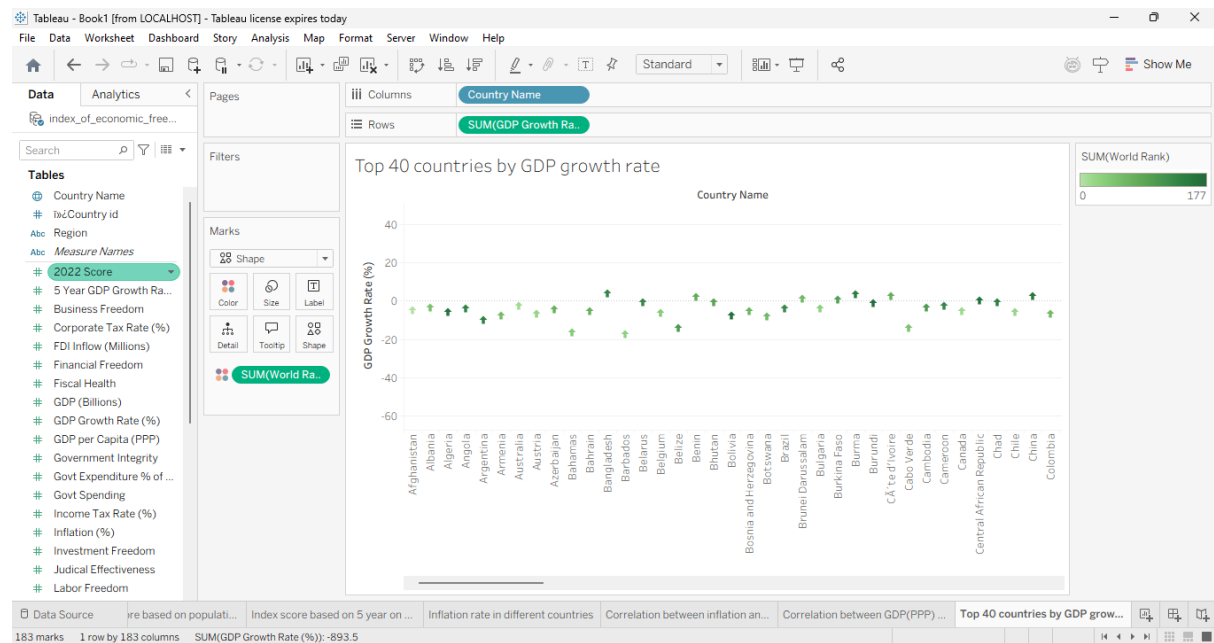 Tableau - Book1 [from LOCALHOST] - Tableau license expires today
File Data Worksheet Dashboard Story Analysis Map Format Server Window Help
Standard
Show Me
Data Analytics
index_of_economic_free...
Search
Tables
Country Name
ï»¿Country id
Abc Region
Abc Measure Names
2022 Score
5 Year GDP Growth Ra...
Business Freedom
Corporate Tax Rate (%)
FDI Inflow (Millions)
Financial Freedom
Fiscal Health
GDP (Billions)
GDP Growth Rate (%)
GDP per Capita (PPP)
Government Integrity
Govt Expenditure % of ...
Govt Spending
Income Tax Rate (%)
Inflation (%)
Investment Freedom
Judical Effectiveness
Labor Freedom
Pages
Filters
Marks
Shape
Color Size Label
Detail Tooltip Shape
SUM(World Ra..
Columns Country Name
Rows SUM(GDP Growth Ra..
Top 40 countries by GDP growth rate
Country Name
GDP Growth Rate (%)
40
20
0
-20
-40
-60
Afghanistan
Albania
Algeria
Angola
Argentina
Armenia
Australia
Austria
Azerbaijan
Bahamas
Bahrain
Bangladesh
Barbados
Belarus
Belgium
Belize
Benin
Bhutan
Bolivia
Bosnia and Herzegovina
Botswana
Brazil
Brunei Darussalam
Bulgaria
Burkina Faso
Burma
Burundi
CÃ´te d'Ivoire
Cabo Verde
Cambodia
Cameroon
Canada
Central African Republic
Chad
Chile
China
Colombia
SUM(World Rank)
0 177
Data Source
ore based on populati...
Index score based on 5 year on ...
Inflation rate in different countries
Correlation between inflation an...
Correlation between GDP(PPP) ...
Top 40 countries by GDP grow...
183 marks 1 row by 183 columns SUM(GDP Growth Rate (%)): -893.5